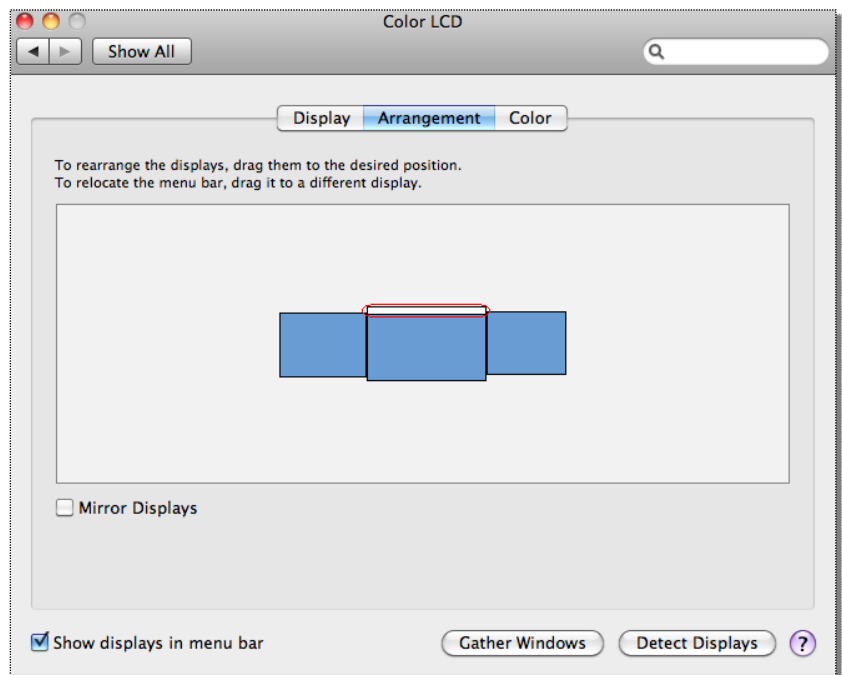 Color LCD
Show All
Display Arrangement Color
To rearrange the displays, drag them to the desired position.
To relocate the menu bar, drag it to a different display.
Mirror Displays
Show displays in menu bar Gather Windows Detect Displays ?